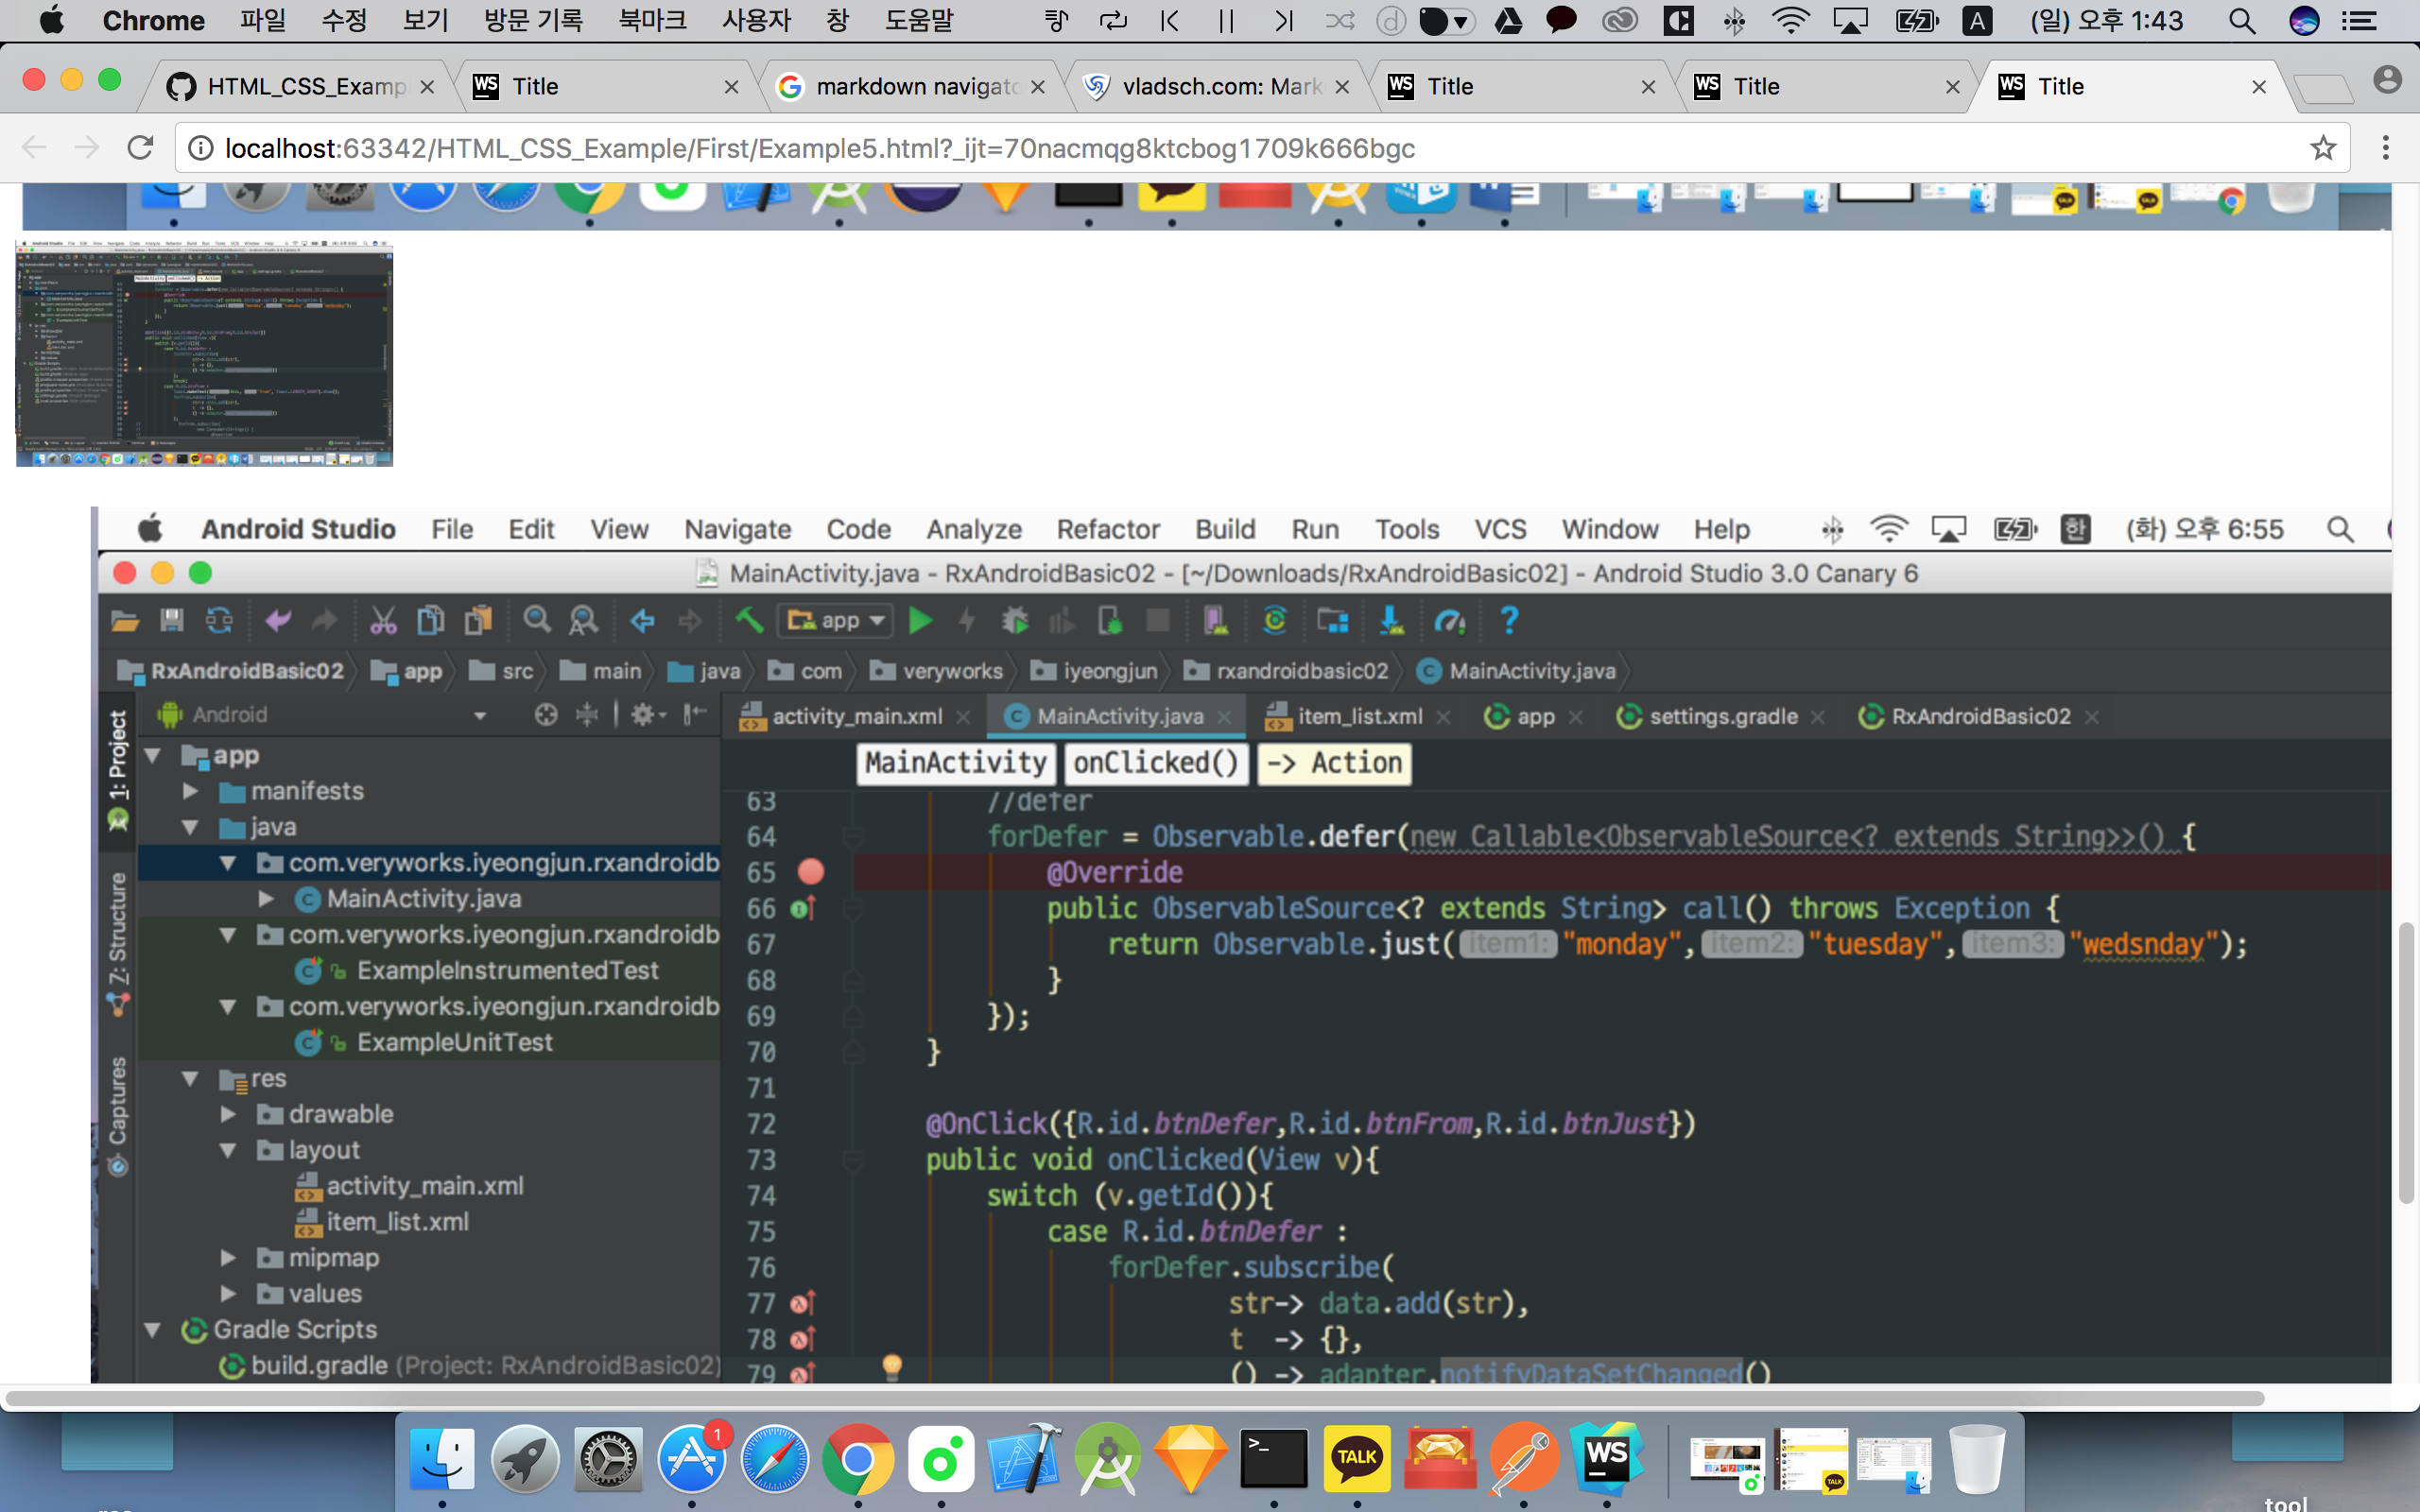 Chrome 파일 수정 보기 방문 기록 북마크 사용자 창 도움말 A (일) 오후 1:43
HTML_CSS_Examp Title markdown navigato vladsch.com: Mark Title Title Title
localhost:63342/HTML_CSS_Example/First/Example5.html?_ijt=70nacmqg8ktcbog1709k666bgc
Android Studio File Edit View Navigate Code Analyze Refactor Build Run Tools VCS Window Help 한 (화) 오후 6:55
MainActivity.java - RxAndroidBasic02 - [~/Downloads/RxAndroidBasic02] - Android Studio 3.0 Canary 6
app
RxAndroidBasic02 app src main java com veryworks iyeongjun rxandroidbasic02 MainActivity.java
Android
activity_main.xml MainActivity.java item_list.xml app settings.gradle RxAndroidBasic02
1: Project
7: Structure
Captures
app
manifests
java
com.veryworks.iyeongjun.rxandroidb
MainActivity.java
com.veryworks.iyeongjun.rxandroidb
ExampleInstrumentedTest
com.veryworks.iyeongjun.rxandroidb
ExampleUnitTest
res
drawable
layout
activity_main.xml
item_list.xml
mipmap
values
Gradle Scripts
build.gradle (Project: RxAndroidBasic02)
MainActivity onClicked() -> Action
63 //defer
64 forDefer = Observable.defer(new Callable<ObservableSource<? extends String>>() {
65 @Override
66 public ObservableSource<? extends String> call() throws Exception {
67 return Observable.just( item1: "monday", item2: "tuesday", item3: "wedsnday");
68 }
69 });
70 }
71
72 @OnClick({R.id.btnDefer,R.id.btnFrom,R.id.btnJust})
73 public void onClicked(View v){
74 switch (v.getId()){
75 case R.id.btnDefer :
76 forDefer.subscribe(
77 str-> data.add(str),
78 t -> {},
79 () -> adapter.notifyDataSetChanged()
1
TALK
WS
tool